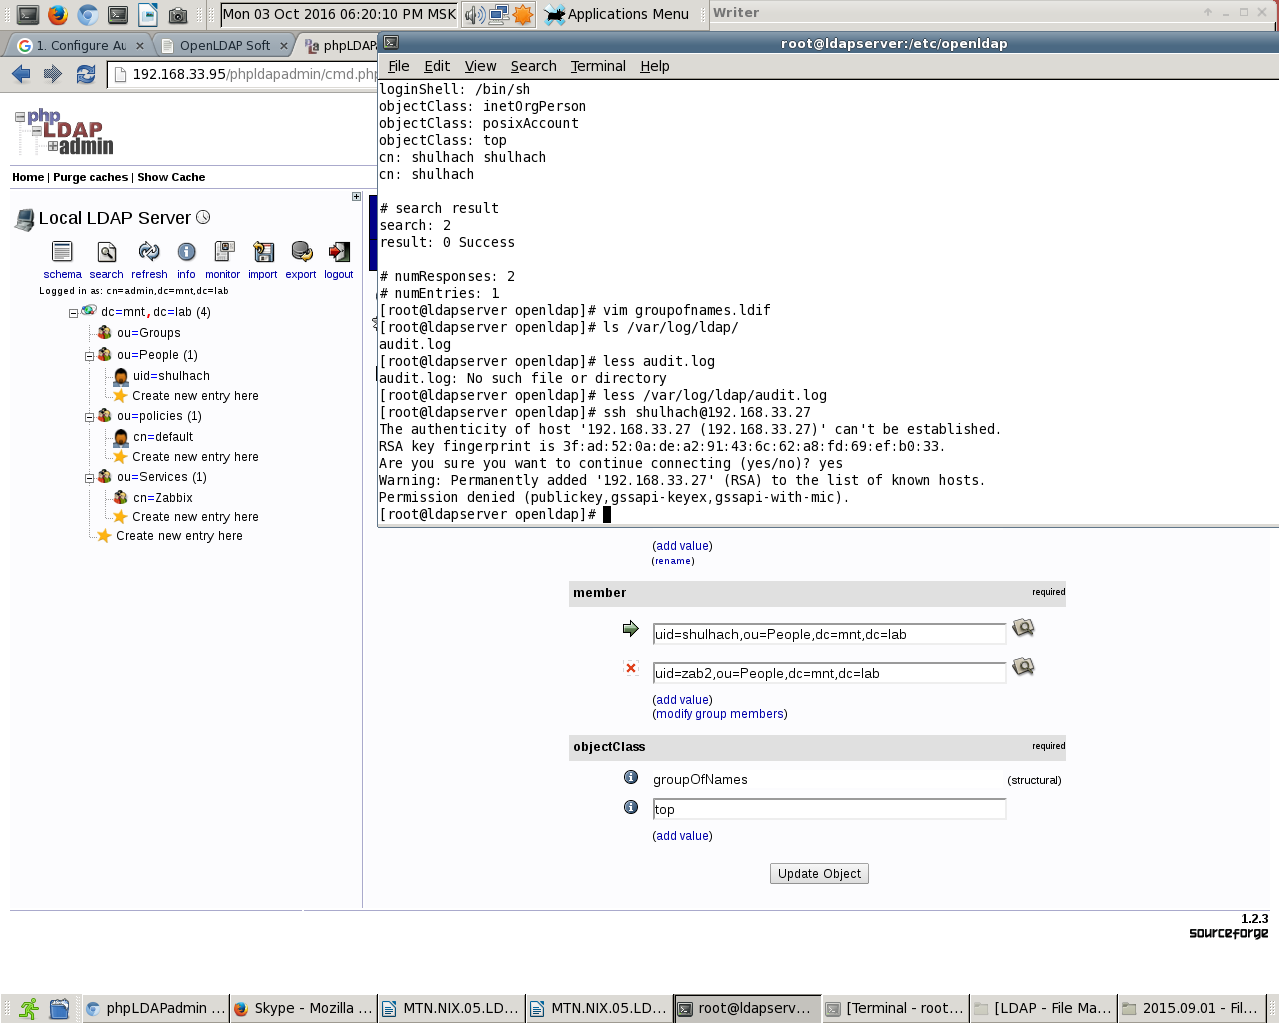 Mon 03 Oct 2016 06:20:10 PM MSK
Applications Menu
Writer
1. Configure Au
OpenLDAP Soft
phpLDAP
root@ldapserver:/etc/openldap
192.168.33.95/phpldapadmin/cmd.php
File Edit View Search Terminal Help
loginShell: /bin/sh
objectClass: inetOrgPerson
objectClass: posixAccount
objectClass: top
cn: shulhach shulhach
cn: shulhach
# search result
search: 2
result: 0 Success
# numResponses: 2
# numEntries: 1
[root@ldapserver openldap]# vim groupofnames.ldif
[root@ldapserver openldap]# ls /var/log/ldap/
audit.log
[root@ldapserver openldap]# less audit.log
audit.log: No such file or directory
[root@ldapserver openldap]# less /var/log/ldap/audit.log
[root@ldapserver openldap]# ssh shulhach@192.168.33.27
The authenticity of host '192.168.33.27 (192.168.33.27)' can't be established.
RSA key fingerprint is 3f:ad:52:0a:de:a2:91:43:6c:62:a8:fd:69:ef:b0:33.
Are you sure you want to continue connecting (yes/no)? yes
Warning: Permanently added '192.168.33.27' (RSA) to the list of known hosts.
Permission denied (publickey,gssapi-keyex,gssapi-with-mic).
[root@ldapserver openldap]#
php
LDAP
admin
Home | Purge caches | Show Cache
Local LDAP Server
schema search refresh info monitor import export logout
Logged in as: cn=admin,dc=mnt,dc=lab
dc=mnt,dc=lab (4)
ou=Groups
ou=People (1)
uid=shulhach
Create new entry here
ou=policies (1)
cn=default
Create new entry here
ou=Services (1)
cn=Zabbix
Create new entry here
Create new entry here
(add value)
(rename)
member required
uid=shulhach,ou=People,dc=mnt,dc=lab
uid=zab2,ou=People,dc=mnt,dc=lab
(add value)
(modify group members)
objectClass required
groupOfNames (structural)
top
(add value)
Update Object
1.2.3
sourceforge
phpLDAPadmin ...
Skype - Mozilla ...
MTN.NIX.05.LD...
MTN.NIX.05.LD...
root@ldapserv...
[Terminal - root...
[LDAP - File Ma...
2015.09.01 - Fil...